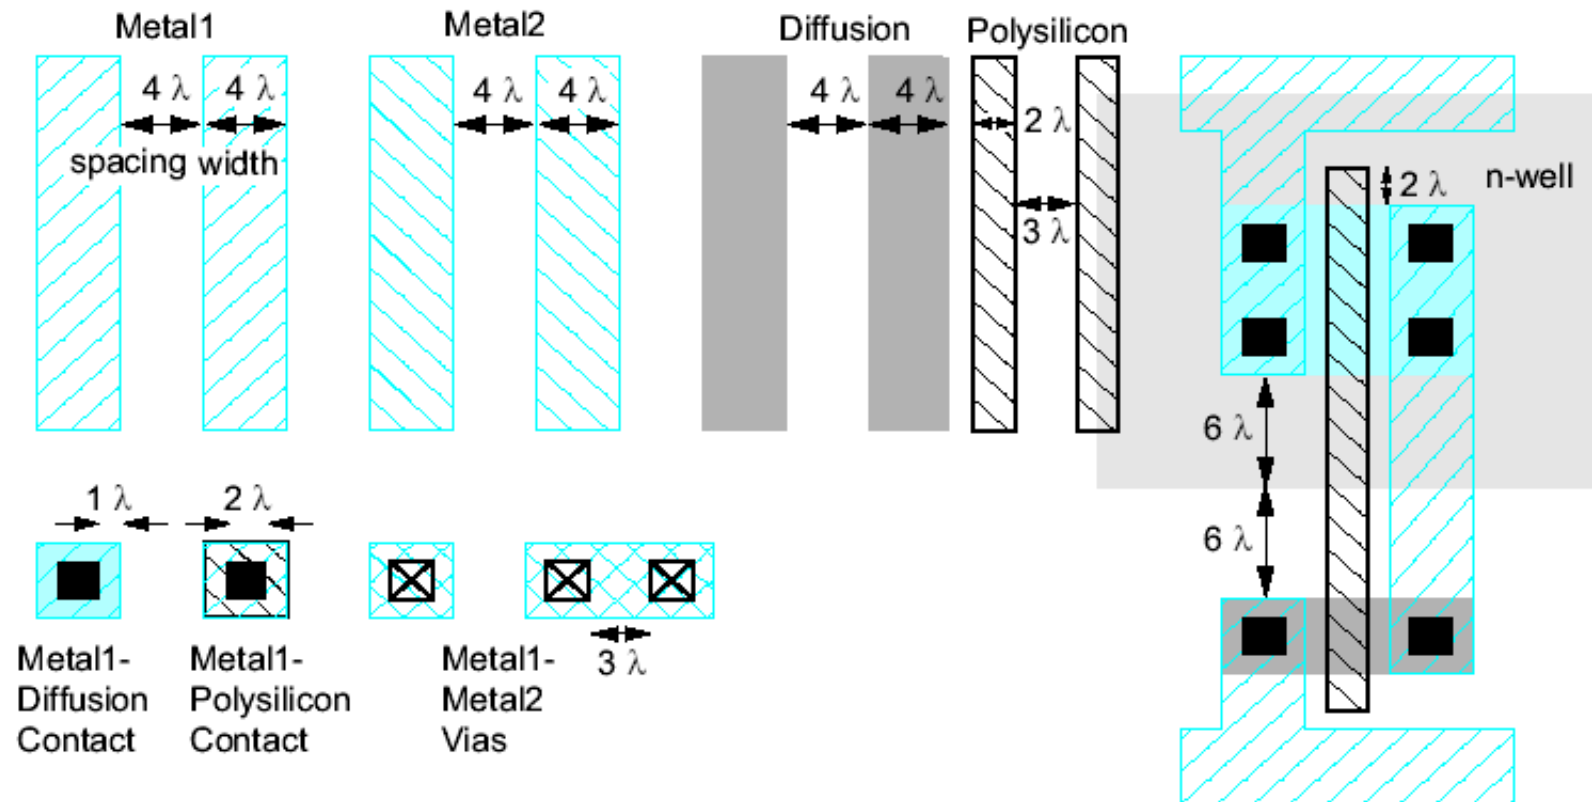 Metal1
Metal2
Diffusion
Polysilicon
4 λ
4 λ
spacing
width
4 λ
4 λ
4 λ
4 λ
2 λ
3 λ
2 λ
n-well
6 λ
6 λ
1 λ
2 λ
3 λ
Metal1-
Diffusion
Contact
Metal1-
Polysilicon
Contact
Metal1-
Metal2
Vias